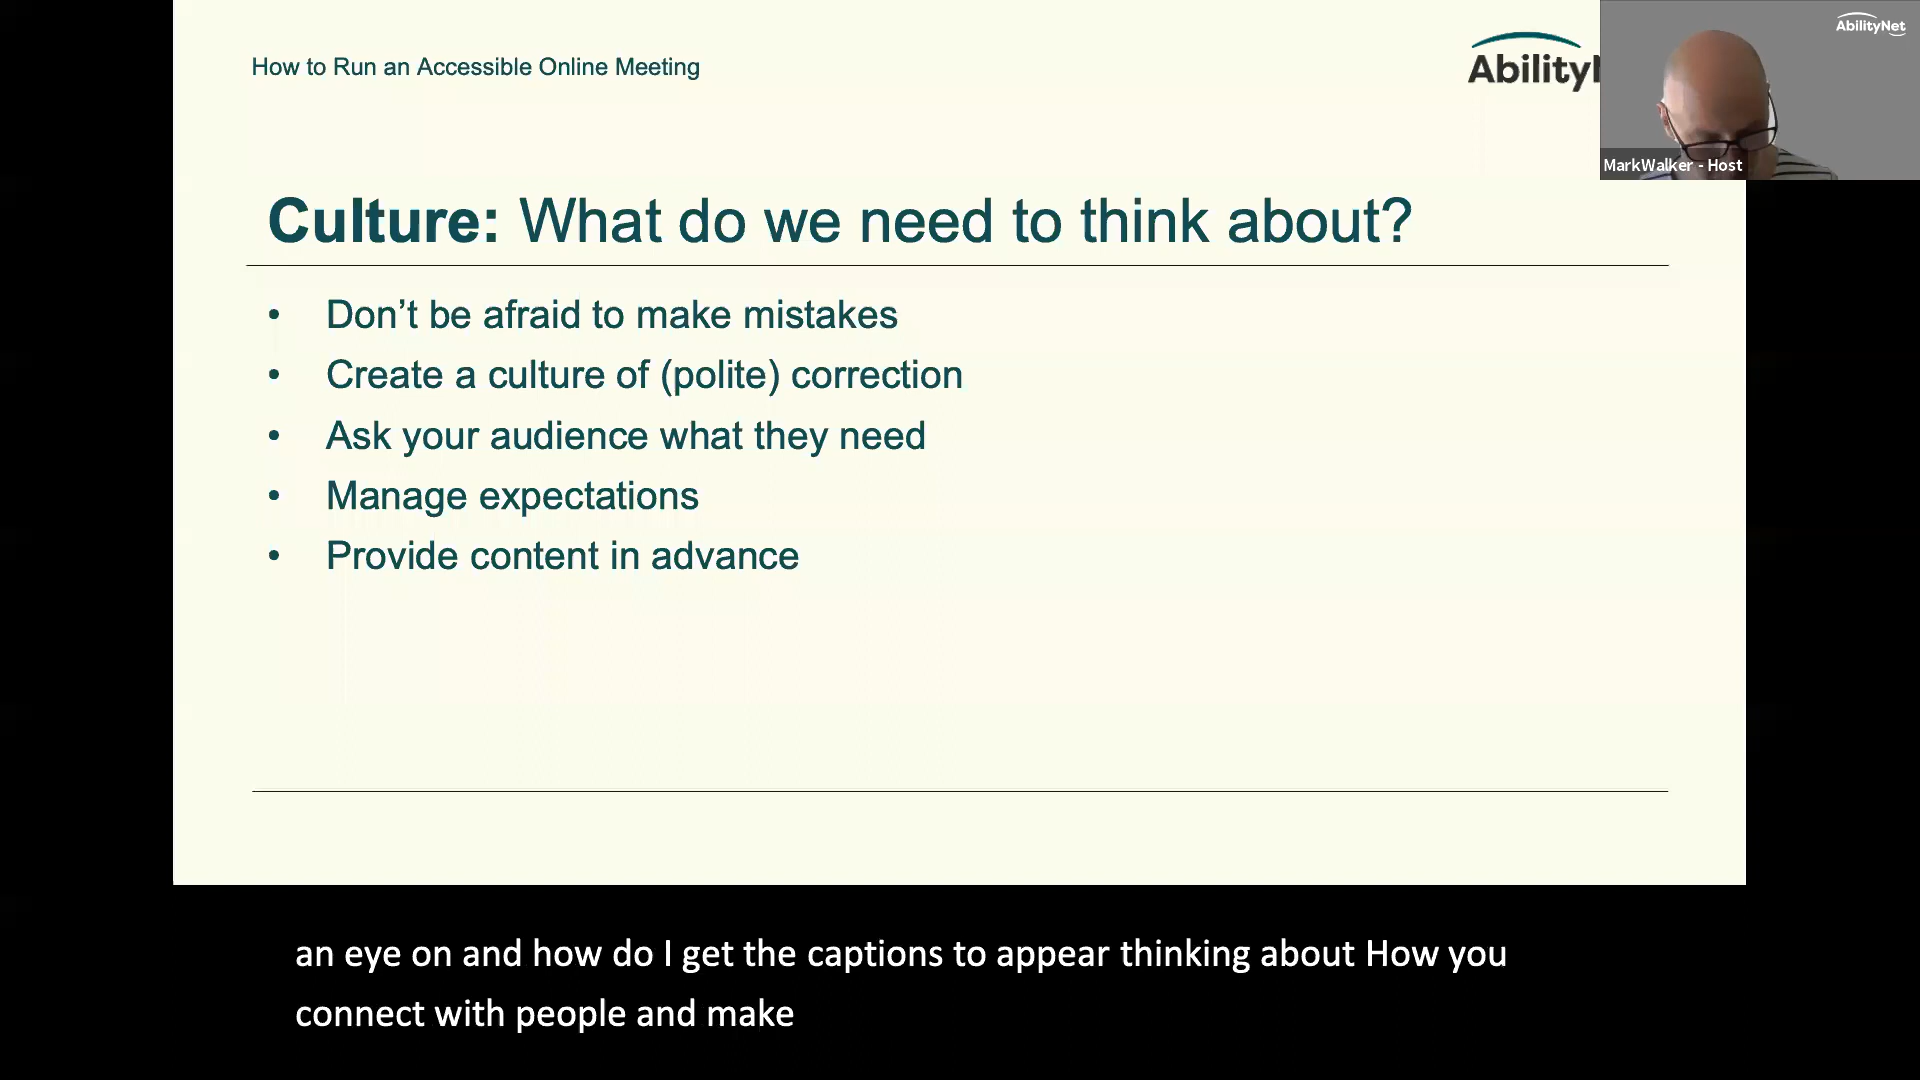 How to Run an Accessible Online Meeting
Ability
AbilityNet
MarkWalker - Host
Culture: What do we need to think about?
• Don’t be afraid to make mistakes
• Create a culture of (polite) correction
• Ask your audience what they need
• Manage expectations
• Provide content in advance
an eye on and how do I get the captions to appear thinking about How you
connect with people and make